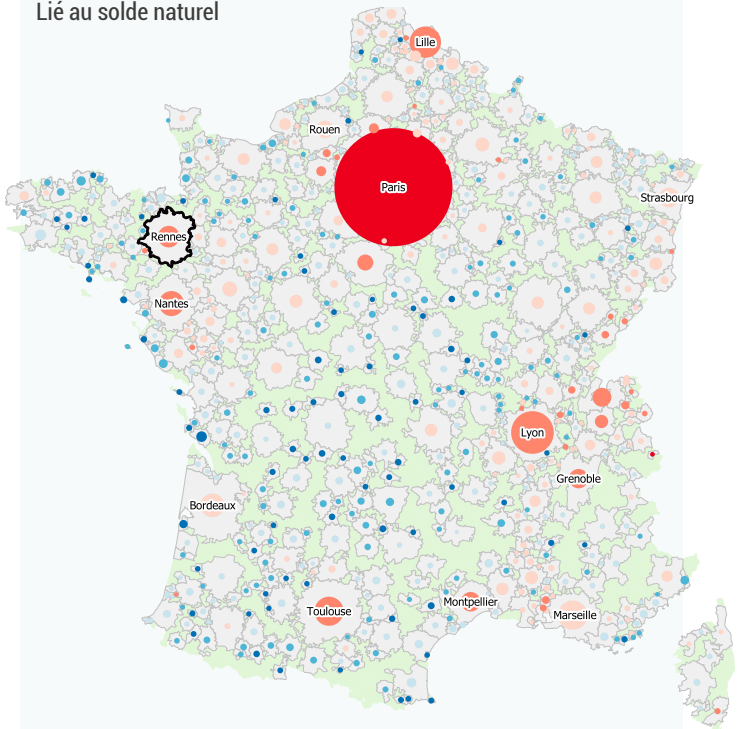 Lié au solde naturel
Lille
Rouen
Paris
Strasbourg
Rennes
Nantes
Lyon
Grenoble
Bordeaux
Montpellier
Toulouse
Marseille